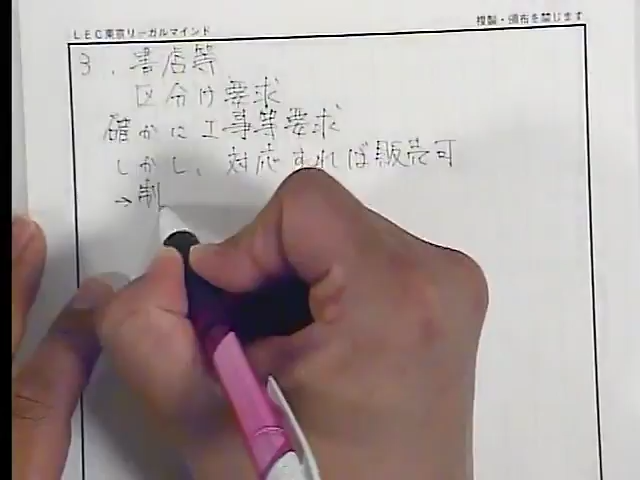 LEC東京リーガルマインド
複製・頒布を禁じます
3. 書店等
区分け要求
確かに工事等要求
しかし、対応すれば販売可
→制